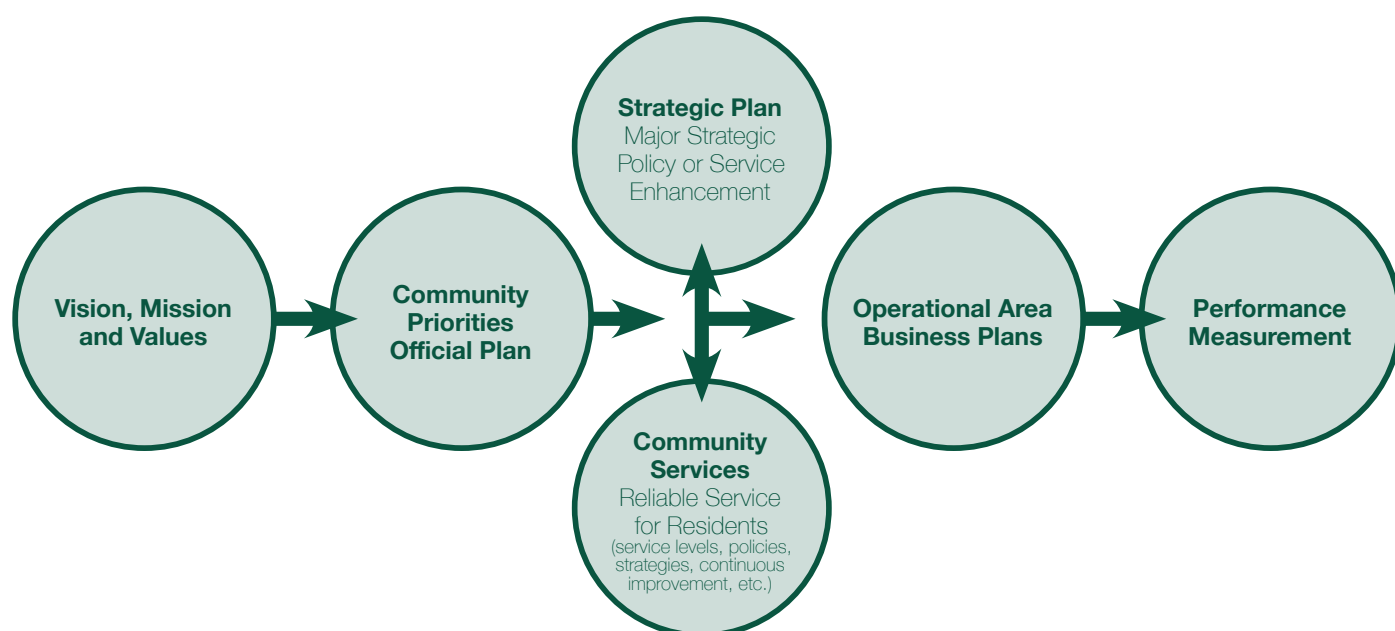 Vision, Mission
and Values
Community
Priorities
Official Plan
Strategic Plan
Major Strategic
Policy or Service
Enhancement
Community
Services
Reliable Service
for Residents
(service levels, policies,
strategies, continuous
improvement, etc.)
Operational Area
Business Plans
Performance
Measurement